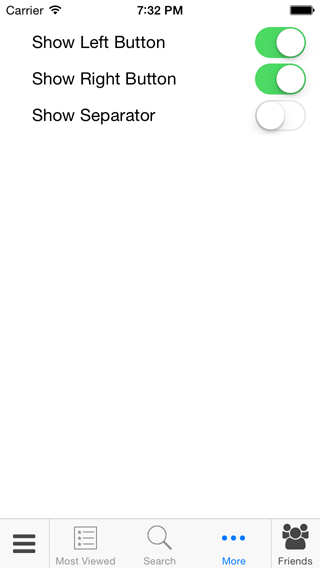 Carrier 7:32 PM
Show Left Button
Show Right Button
Show Separator
Most Viewed Search More Friends